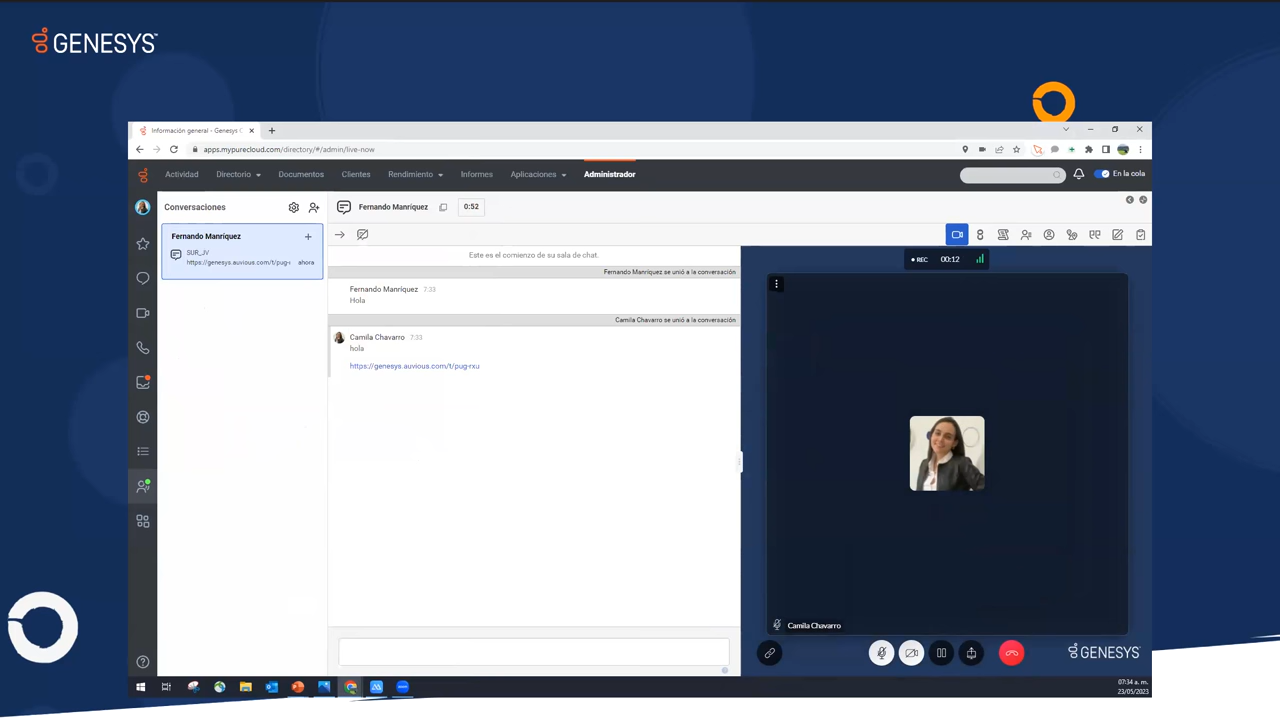 GENESYS™
Información general - Genesys C
apps.mypurecloud.com/directory/#/admin/live-now
Actividad
Directorio
Documentos
Clientes
Rendimiento
Informes
Aplicaciones
Administrador
En la cola
Conversaciones
Fernando Manríquez
0:52
Fernando Manríquez
SUR_JV
https://genesys.auvious.com/t/pug-r
ahora
Este es el comienzo de su sala de chat.
Fernando Manríquez se unió a la conversación
Fernando Manríquez 7:33
Hola
Camila Chavarro se unió a la conversación
Camila Chavarro 7:33
hola
https://genesys.auvious.com/t/pug-rxu
REC 00:12
Camila Chavarro
GENESYS
07:34 a. m.
23/05/2023